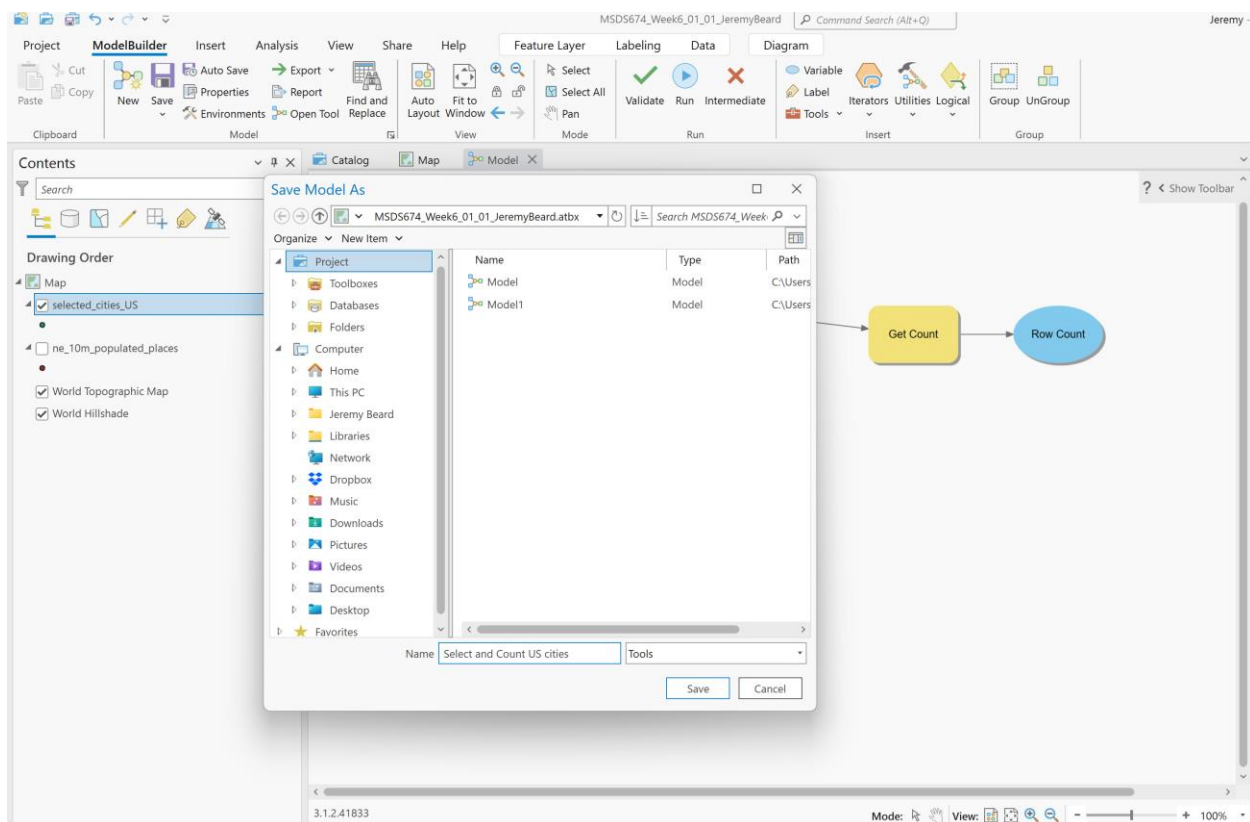 MSDS674_Week6_01_01_JeremyBeard
Command Search (Alt+Q)
Jeremy
Project ModelBuilder Insert Analysis View Share Help Feature Layer Labeling Data Diagram
Paste
Cut
Copy
Clipboard
New
Save
Auto Save
Properties
Environments
Export
Report
Open Tool
Find and Replace
Model
Auto Layout
Fit to Window
View
Select
Select All
Pan
Mode
Validate
Run
Intermediate
Run
Variable
Label
Tools
Iterators
Utilities
Logical
Insert
Group
UnGroup
Group
Contents
Search
Drawing Order
Map
selected_cities_US
ne_10m_populated_places
World Topographic Map
World Hillshade
Catalog
Map
Model
? < Show Toolbar
Save Model As
MSDS674_Week6_01_01_JeremyBeard.atbx
Search MSDS674_Week
Organize
New Item
Project
Toolboxes
Databases
Folders
Computer
Home
This PC
Jeremy Beard
Libraries
Network
Dropbox
Music
Downloads
Pictures
Videos
Documents
Desktop
Favorites
Name Type Path
Model Model C:\Users
Model1 Model C:\Users
Name Select and Count US cities Tools
Save
Cancel
Get Count
Row Count
3.1.2.41833
Mode:
View:
100%